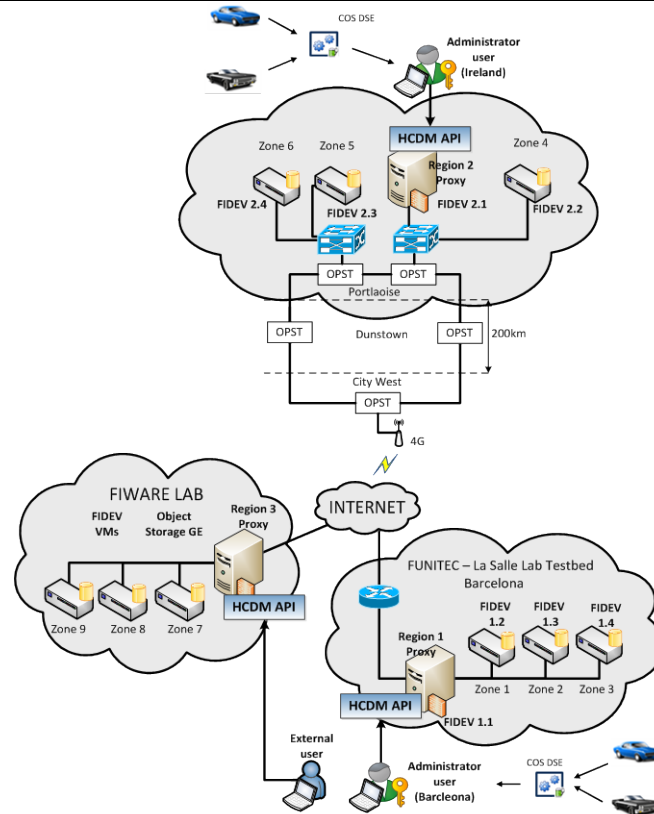 COS DSE
Administrator
user
(Ireland)
HCDM API
Zone 6
Zone 5
Zone 4
Region 2
Proxy
FIDEV 2.4
FIDEV 2.3
FIDEV 2.1
FIDEV 2.2
OPST
OPST
Portlaoise
OPST
Dunstown
OPST
200km
City West
OPST
4G
INTERNET
FIWARE LAB
FIDEV
VMs
Object
Storage GE
Region 3
Proxy
HCDM API
Zone 9
Zone 8
Zone 7
FUNITEC – La Salle Lab Testbed
Barcelona
FIDEV
1.2
FIDEV
1.3
FIDEV
1.4
Region 1
Proxy
Zone 1
Zone 2
Zone 3
HCDM API
FIDEV 1.1
External
user
Administrator
user
(Barcleona)
COS DSE